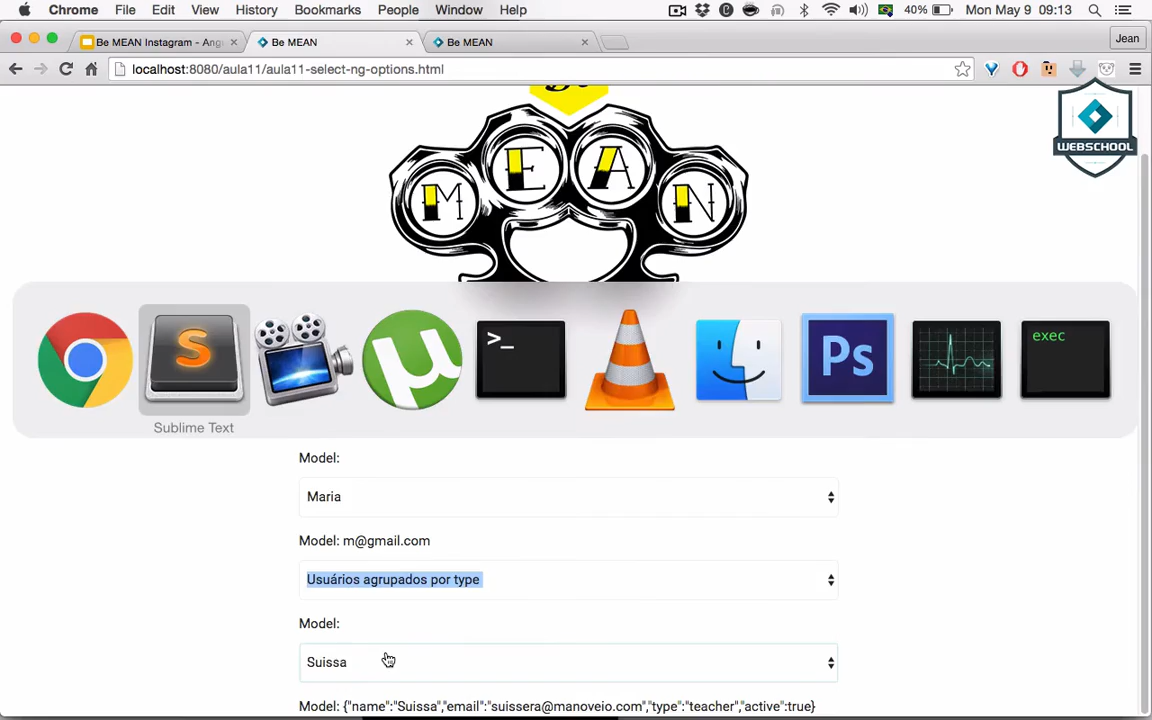 Chrome File Edit View History Bookmarks People Window Help 40% Mon May 9 09:13
Be MEAN Instagram - Ang Be MEAN Be MEAN Jean
localhost:8080/aula11/aula11-select-ng-options.html
Be
WEBSCHOOL
MEAN
S >_ Ps exec
Sublime Text
Model:
Maria
Model: m@gmail.com
Usuários agrupados por type
Model:
Suissa
Model: {"name":"Suissa","email":"suissera@manoveio.com","type":"teacher","active":true}